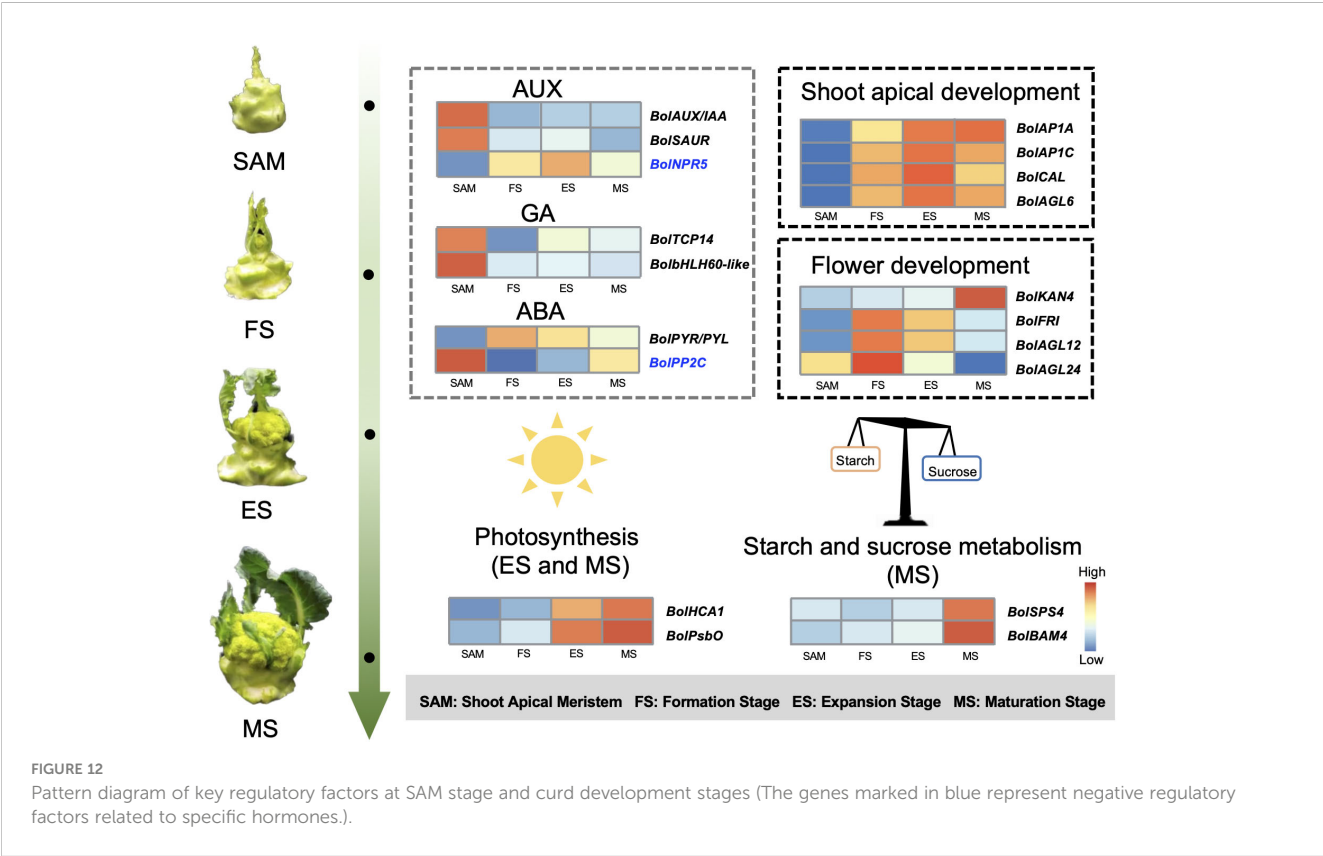 SAM
FS
ES
MS
AUX
BolAUX/IAA
BolSAUR
BolNPR5
SAM FS ES MS
GA
BolTCP14
BolbHLH60-like
SAM FS ES MS
ABA
BolPYR/PYL
BolPP2C
SAM FS ES MS
Shoot apical development
BolAP1A
BolAP1C
BolCAL
BolAGL6
SAM FS ES MS
Flower development
BolKAN4
BolFRI
BolAGL12
BolAGL24
SAM FS ES MS
Photosynthesis
(ES and MS)
BolHCA1
BolPsbO
SAM FS ES MS
Starch
Sucrose
Starch and sucrose metabolism
(MS)
BolSPS4
BolBAM4
SAM FS ES MS
High
Low
SAM: Shoot Apical Meristem FS: Formation Stage ES: Expansion Stage MS: Maturation Stage
FIGURE 12
Pattern diagram of key regulatory factors at SAM stage and curd development stages (The genes marked in blue represent negative regulatory
factors related to specific hormones.).